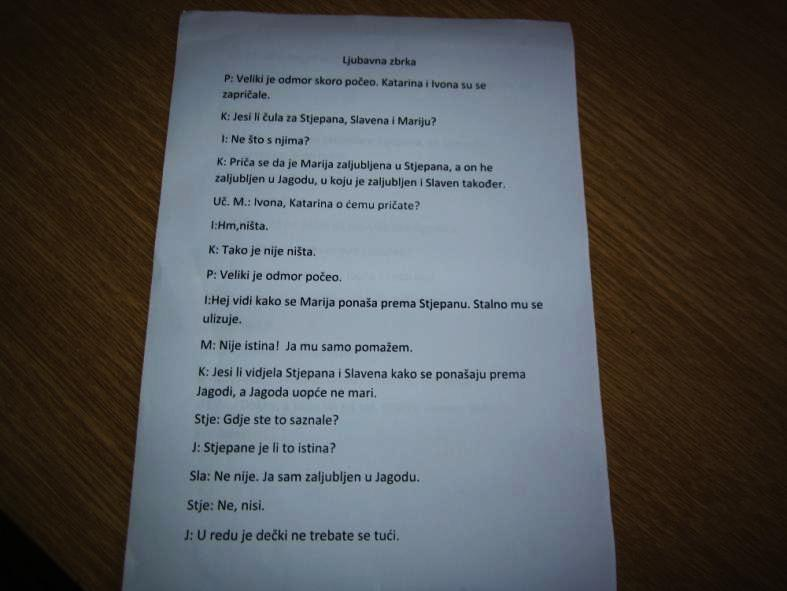 Ljubavna zbrka
P: Veliki je odmor skoro počeo. Katarina i Ivona su se
zapričale.
K: Jesi li čula za Stjepana, Slavena i Mariju?
I: Ne što s njima?
K: Priča se da je Marija zaljubljena u Stjepana, a on he
zaljubljen u Jagodu, u koju je zaljubljen i Slaven također.
Uč. M.: Ivona, Katarina o ćemu pričate?
I:Hm,ništa.
K: Tako je nije ništa.
P: Veliki je odmor počeo.
I:Hej vidi kako se Marija ponaša prema Stjepanu. Stalno mu se
ulizuje.
M: Nije istina! Ja mu samo pomažem.
K: Jesi li vidjela Stjepana i Slavena kako se ponašaju prema
Jagodi, a Jagoda uopće ne mari.
Stje: Gdje ste to saznale?
J: Stjepane je li to istina?
Sla: Ne nije. Ja sam zaljubljen u Jagodu.
Stje: Ne, nisi.
J: U redu je dečki ne trebate se tući.